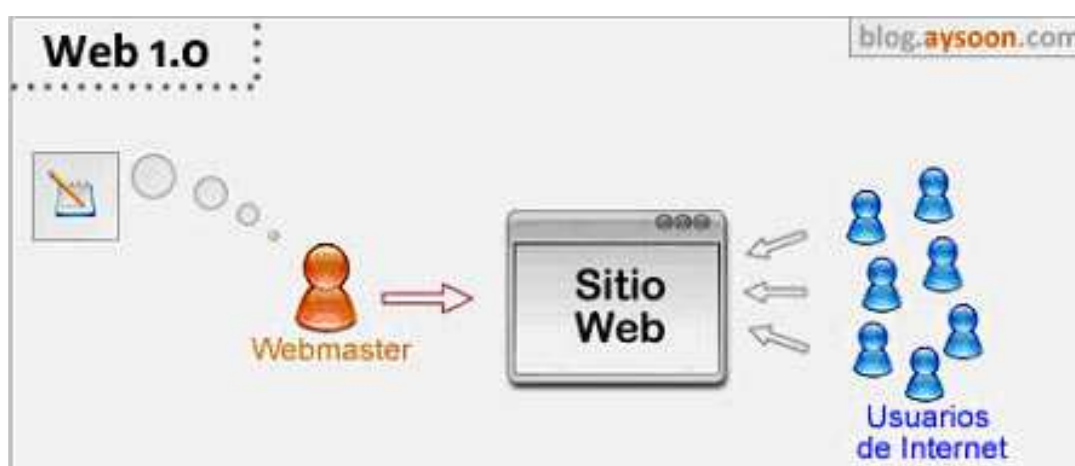 Web 1.0
blog.aysoon.com
Sitio
Web
Webmaster
Usuarios
de Internet